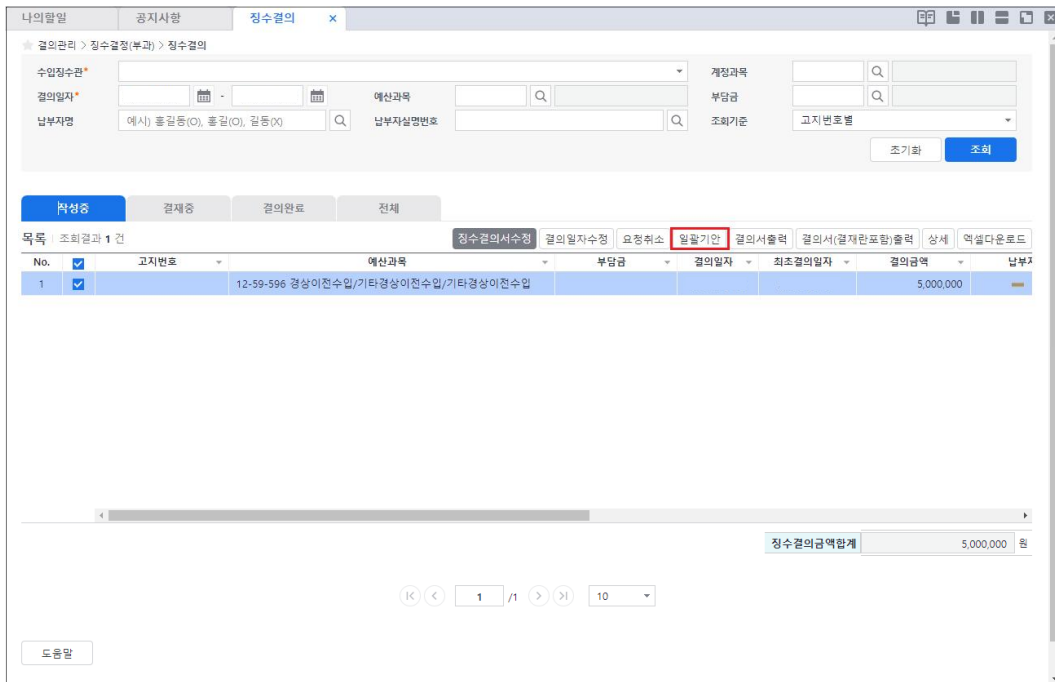 나의할일 공지사항 징수결의 ×
결의관리 > 징수결정(부과) > 징수결의
수입징수관* 계정과목
결의일자* - 예산과목 부담금
납부자명 예시) 홍길동(O), 홍길(O), 길동(X) 납부자실명번호 조회기준 고지번호별
초기화 조회
작성중 결재중 결의완료 전체
목록 조회결과 1 건 징수결의서수정 결의일자수정 요청취소 일괄기안 결의서출력 결의서(결재란포함)출력 상세 엑셀다운로드
No. 고지번호 예산과목 부담금 결의일자 최초결의일자 결의금액
1 12-59-596 경상이전수입/기타경상이전수입/기타경상이전수입 5,000,000
징수결의금액합계 5,000,000 원
1 /1 10
도움말